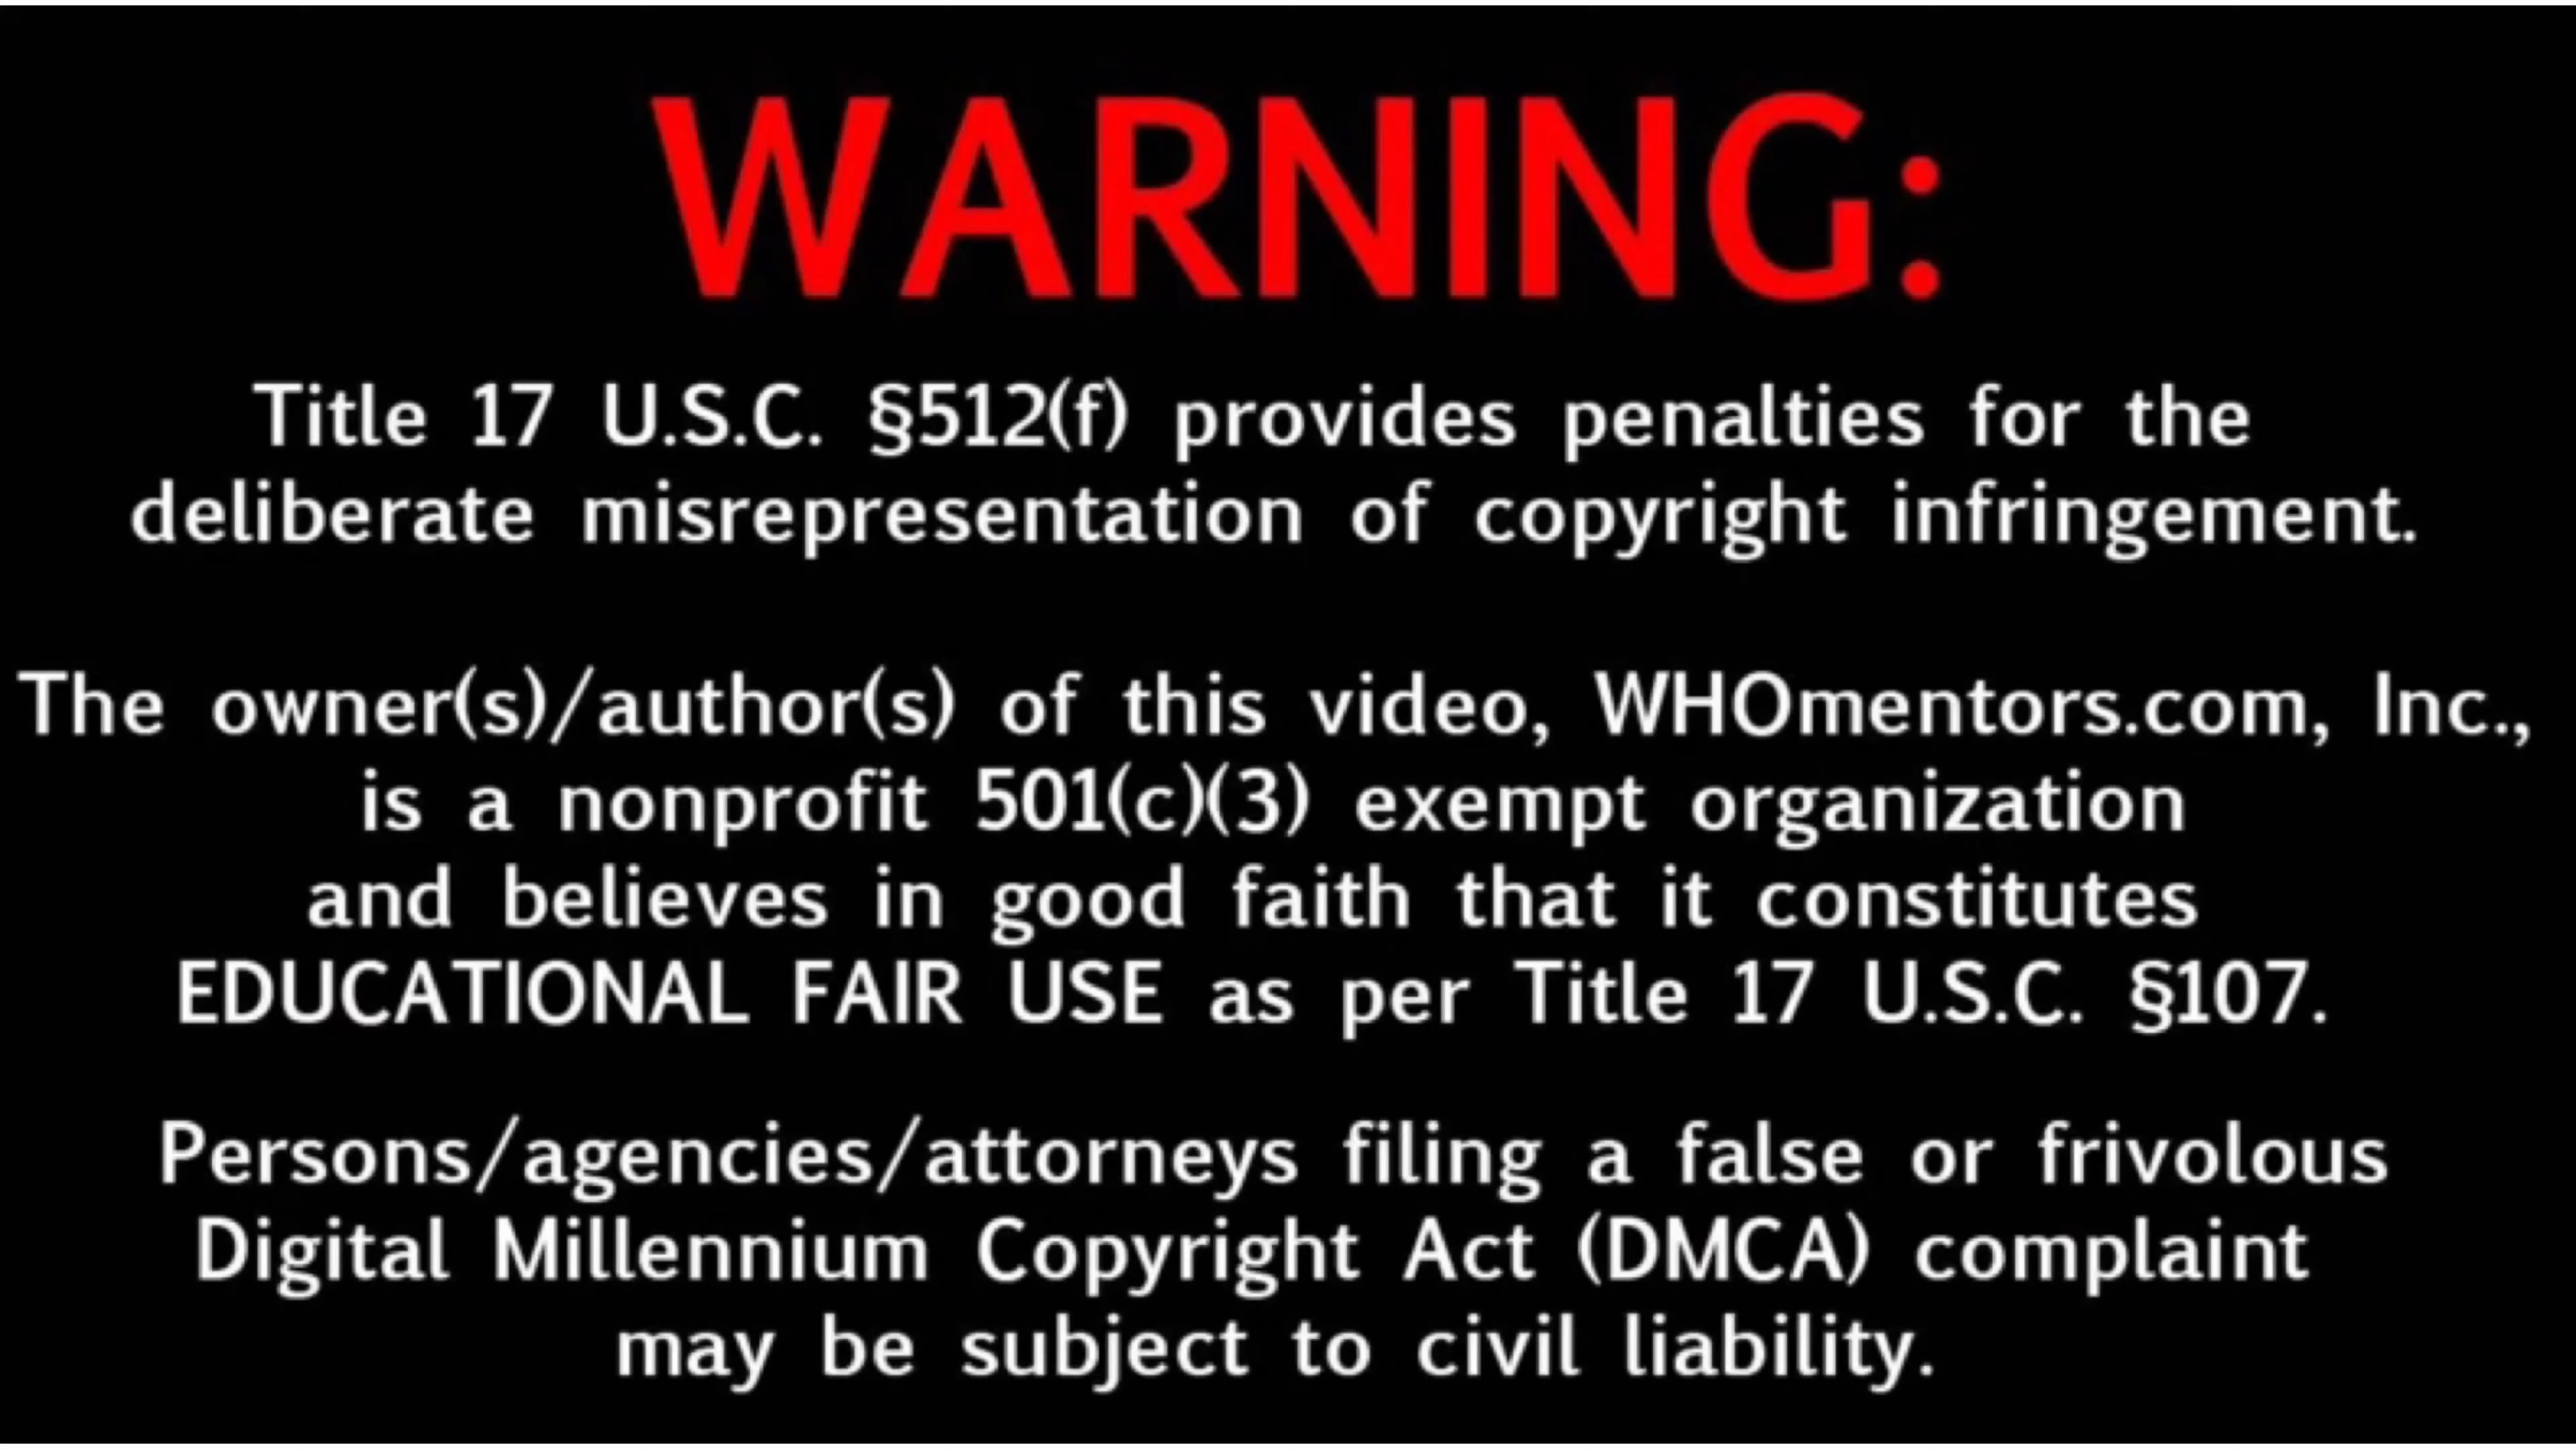 WARNING:
Title 17 U.S.C. §512(f) provides penalties for the
deliberate misrepresentation of copyright infringement.
The owner(s)/author(s) of this video, WHOmentors.com, Inc.,
is a nonprofit 501(c)(3) exempt organization
and believes in good faith that it constitutes
EDUCATIONAL FAIR USE as per Title 17 U.S.C. §107.
Persons/agencies/attorneys filing a false or frivolous
Digital Millennium Copyright Act (DMCA) complaint
may be subject to civil liability.